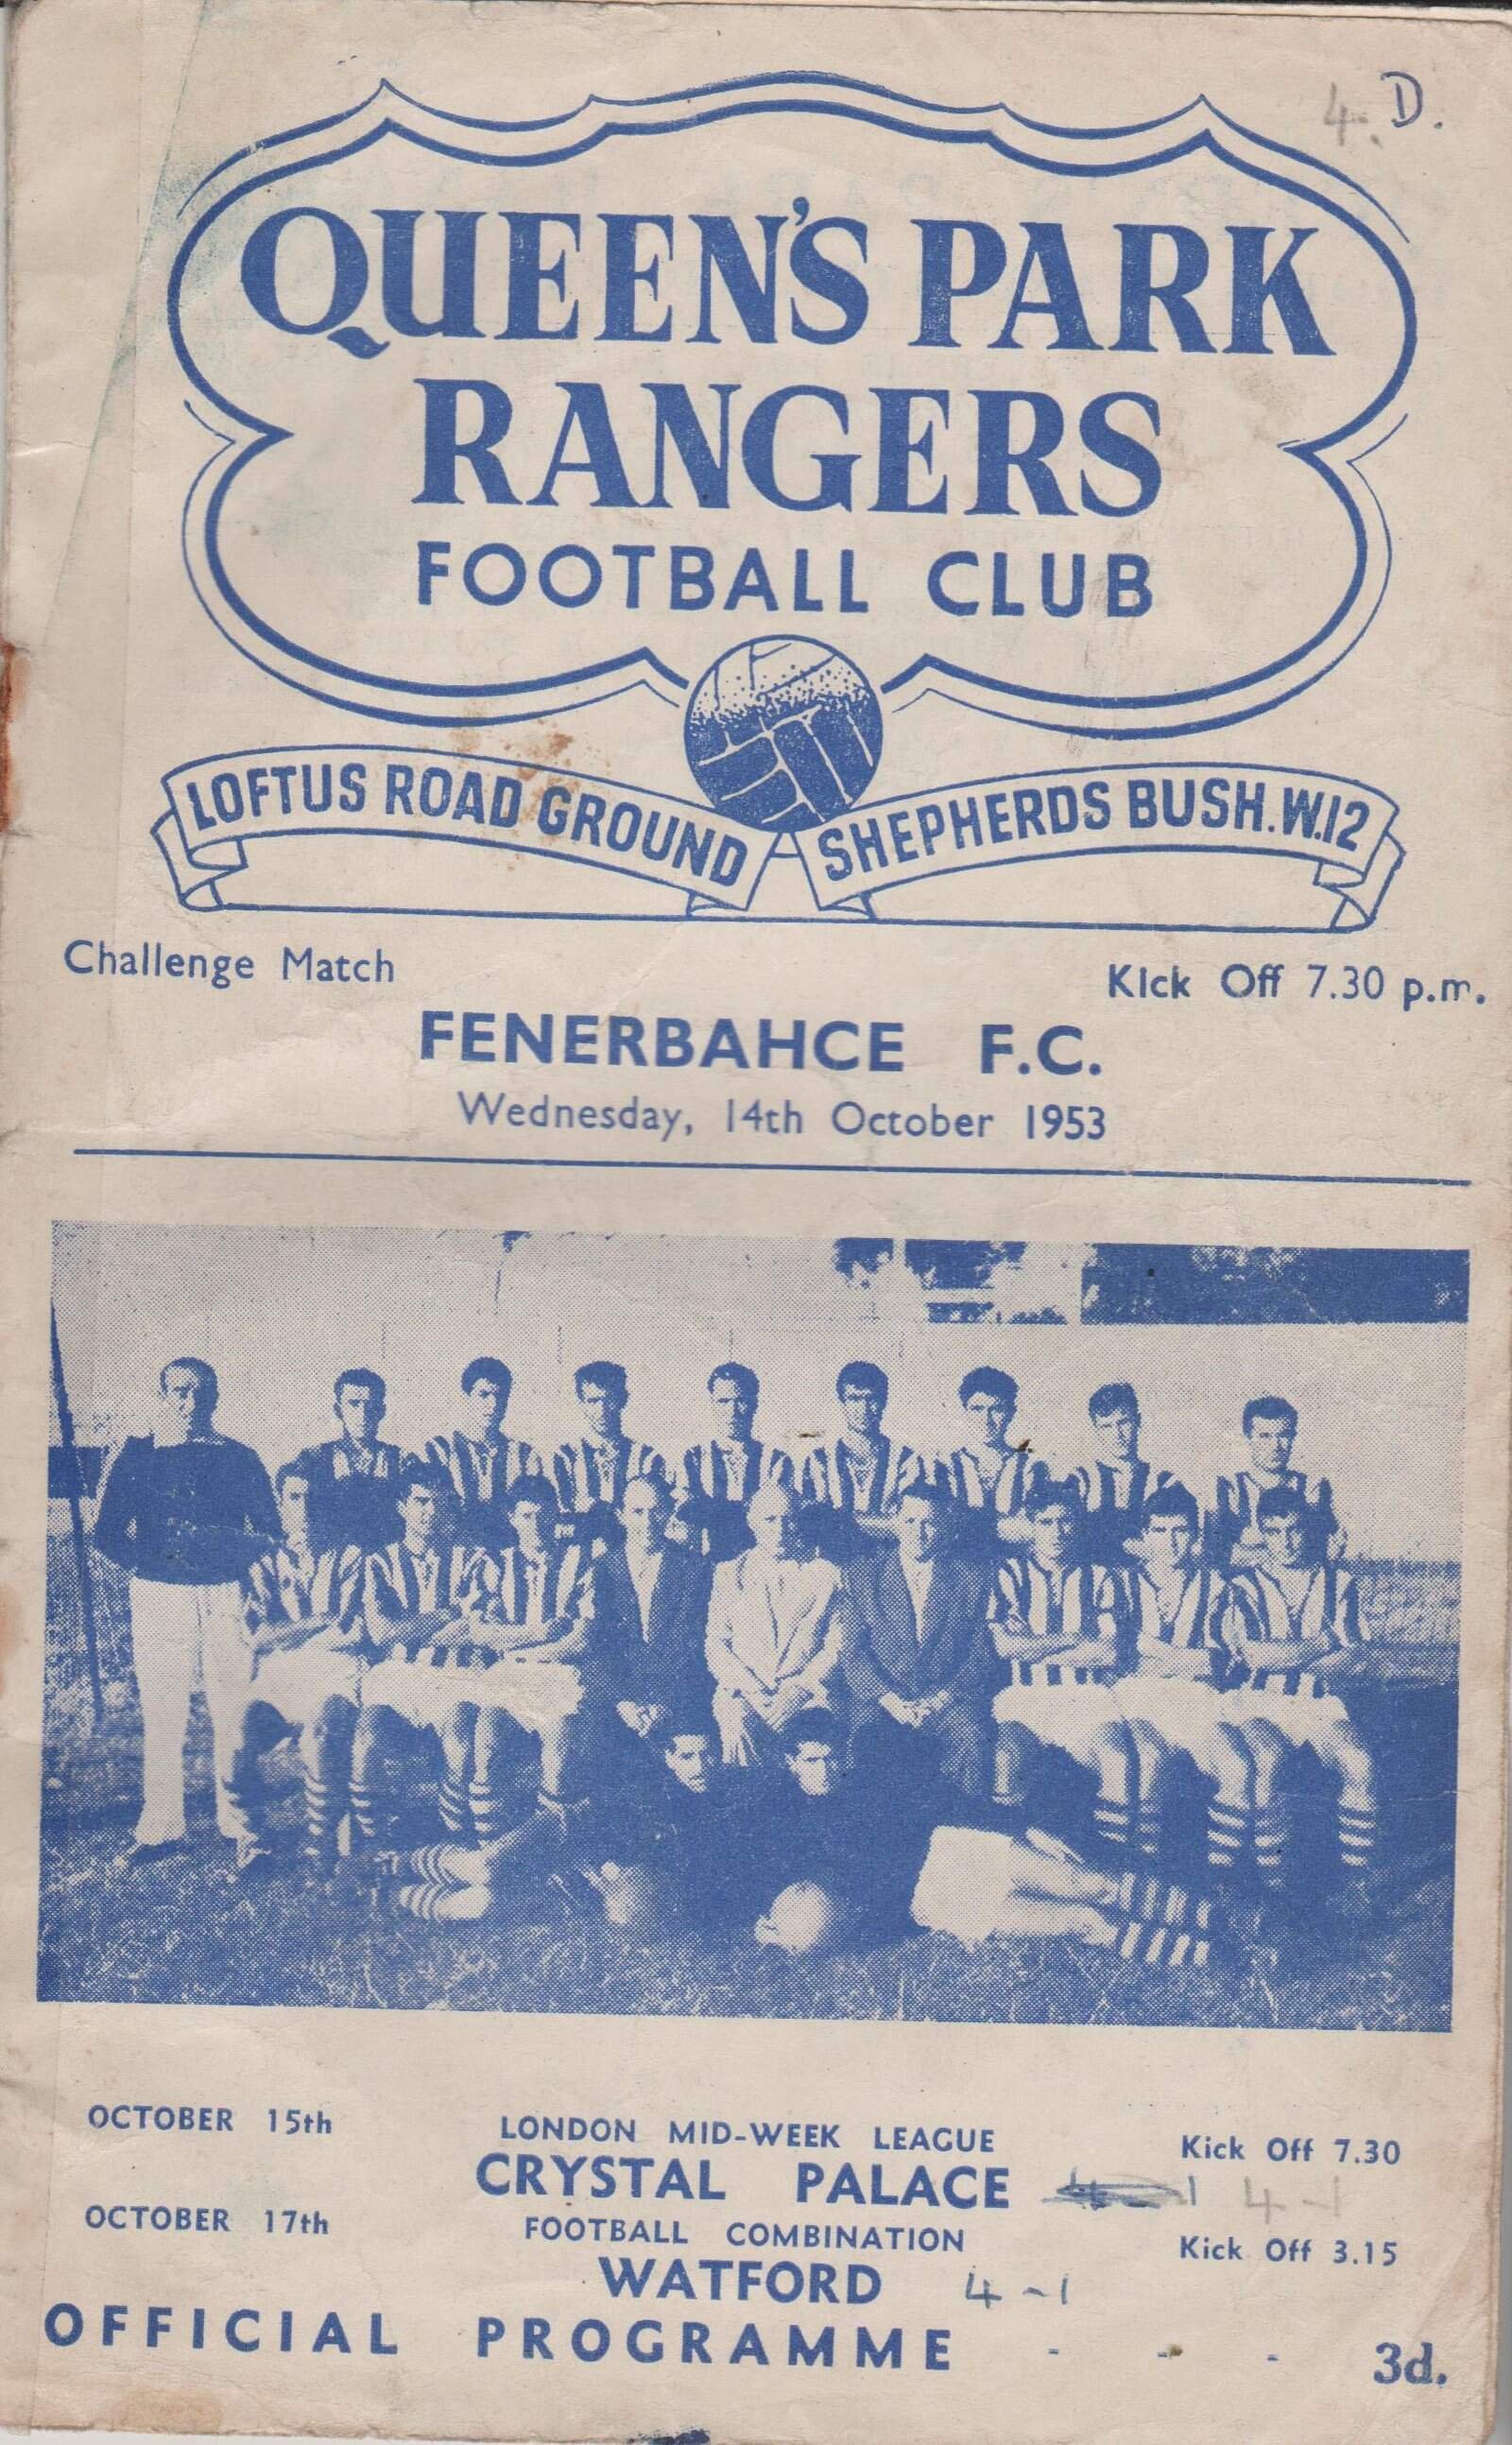 4. D.
QUEEN'S PARK
RANGERS
FOOTBALL CLUB
LOFTUS ROAD GROUND SHEPHERDS BUSH. W.12
Challenge Match Kick Off 7.30 p.m.
FENERBAHCE F.C.
Wednesday, 14th October 1953
OCTOBER 15th LONDON MID-WEEK LEAGUE Kick Off 7.30
CRYSTAL PALACE 4-1
OCTOBER 17th FOOTBALL COMBINATION Kick Off 3.15
WATFORD 4-1
OFFICIAL PROGRAMME - - - 3d.